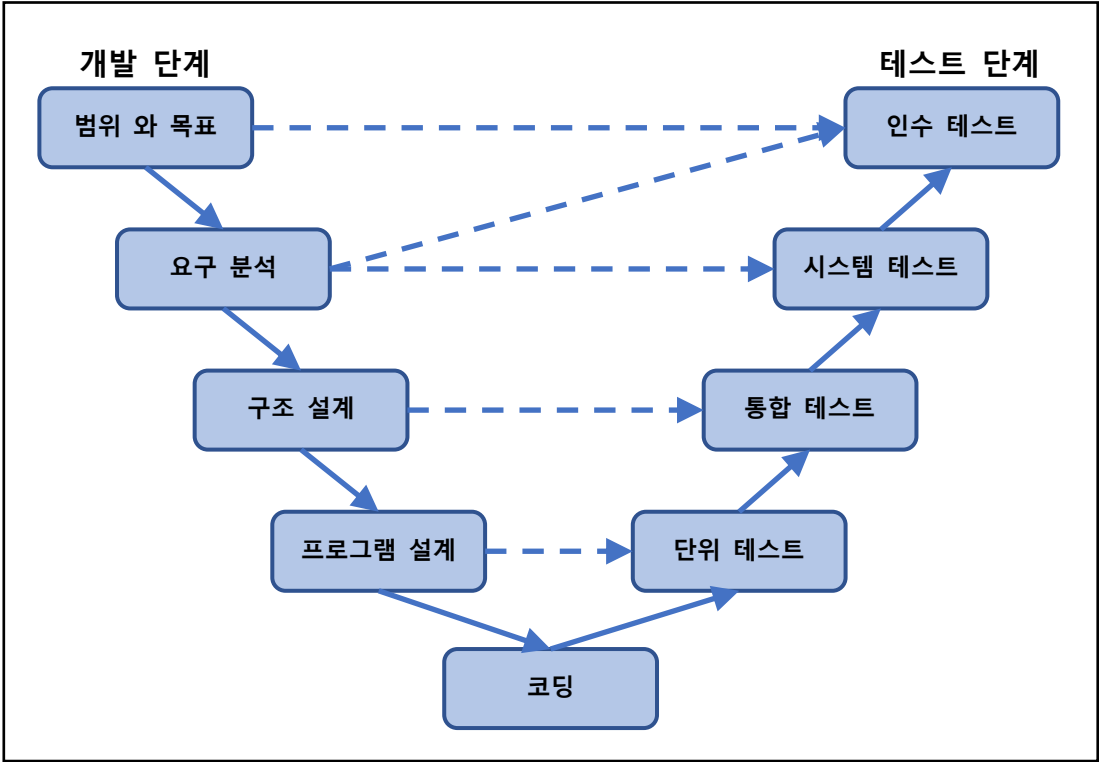 개발 단계
테스트 단계
범위 와 목표
인수 테스트
요구 분석
시스템 테스트
구조 설계
통합 테스트
프로그램 설계
단위 테스트
코딩